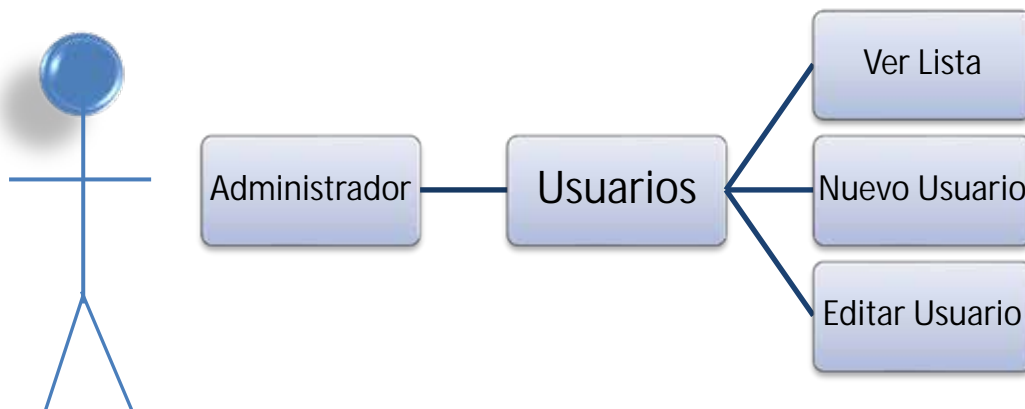 Ver Lista
Administrador
Usuarios
Nuevo Usuario
Editar Usuario